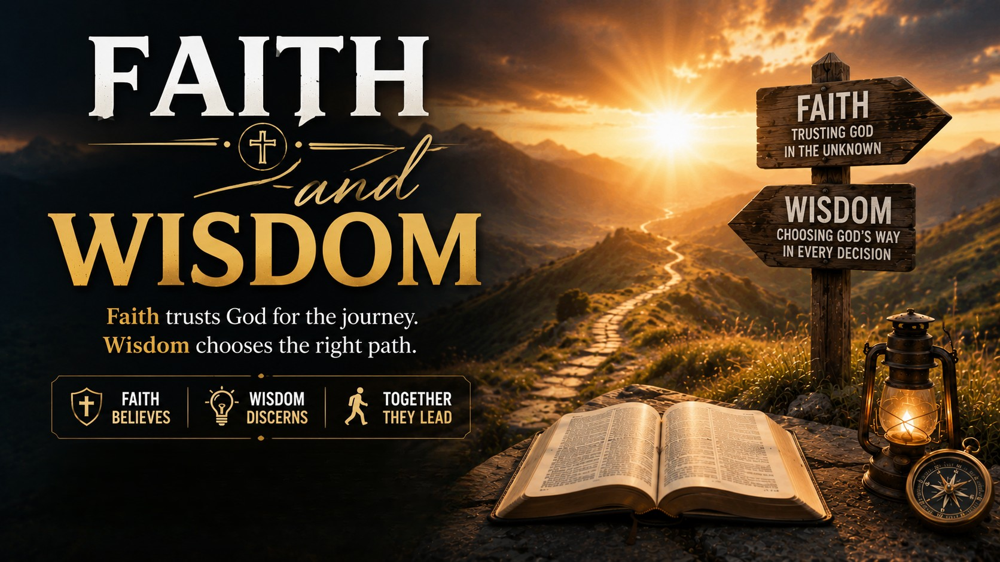 FAITH
and
WISDOM
Faith trusts God for the journey.
Wisdom chooses the right path.
FAITH
BELIEVES
WISDOM
DISCERNS
TOGETHER
THEY LEAD
FAITH
TRUSTING GOD
IN THE UNKNOWN
WISDOM
CHOOSING GOD'S WAY
IN EVERY DECISION